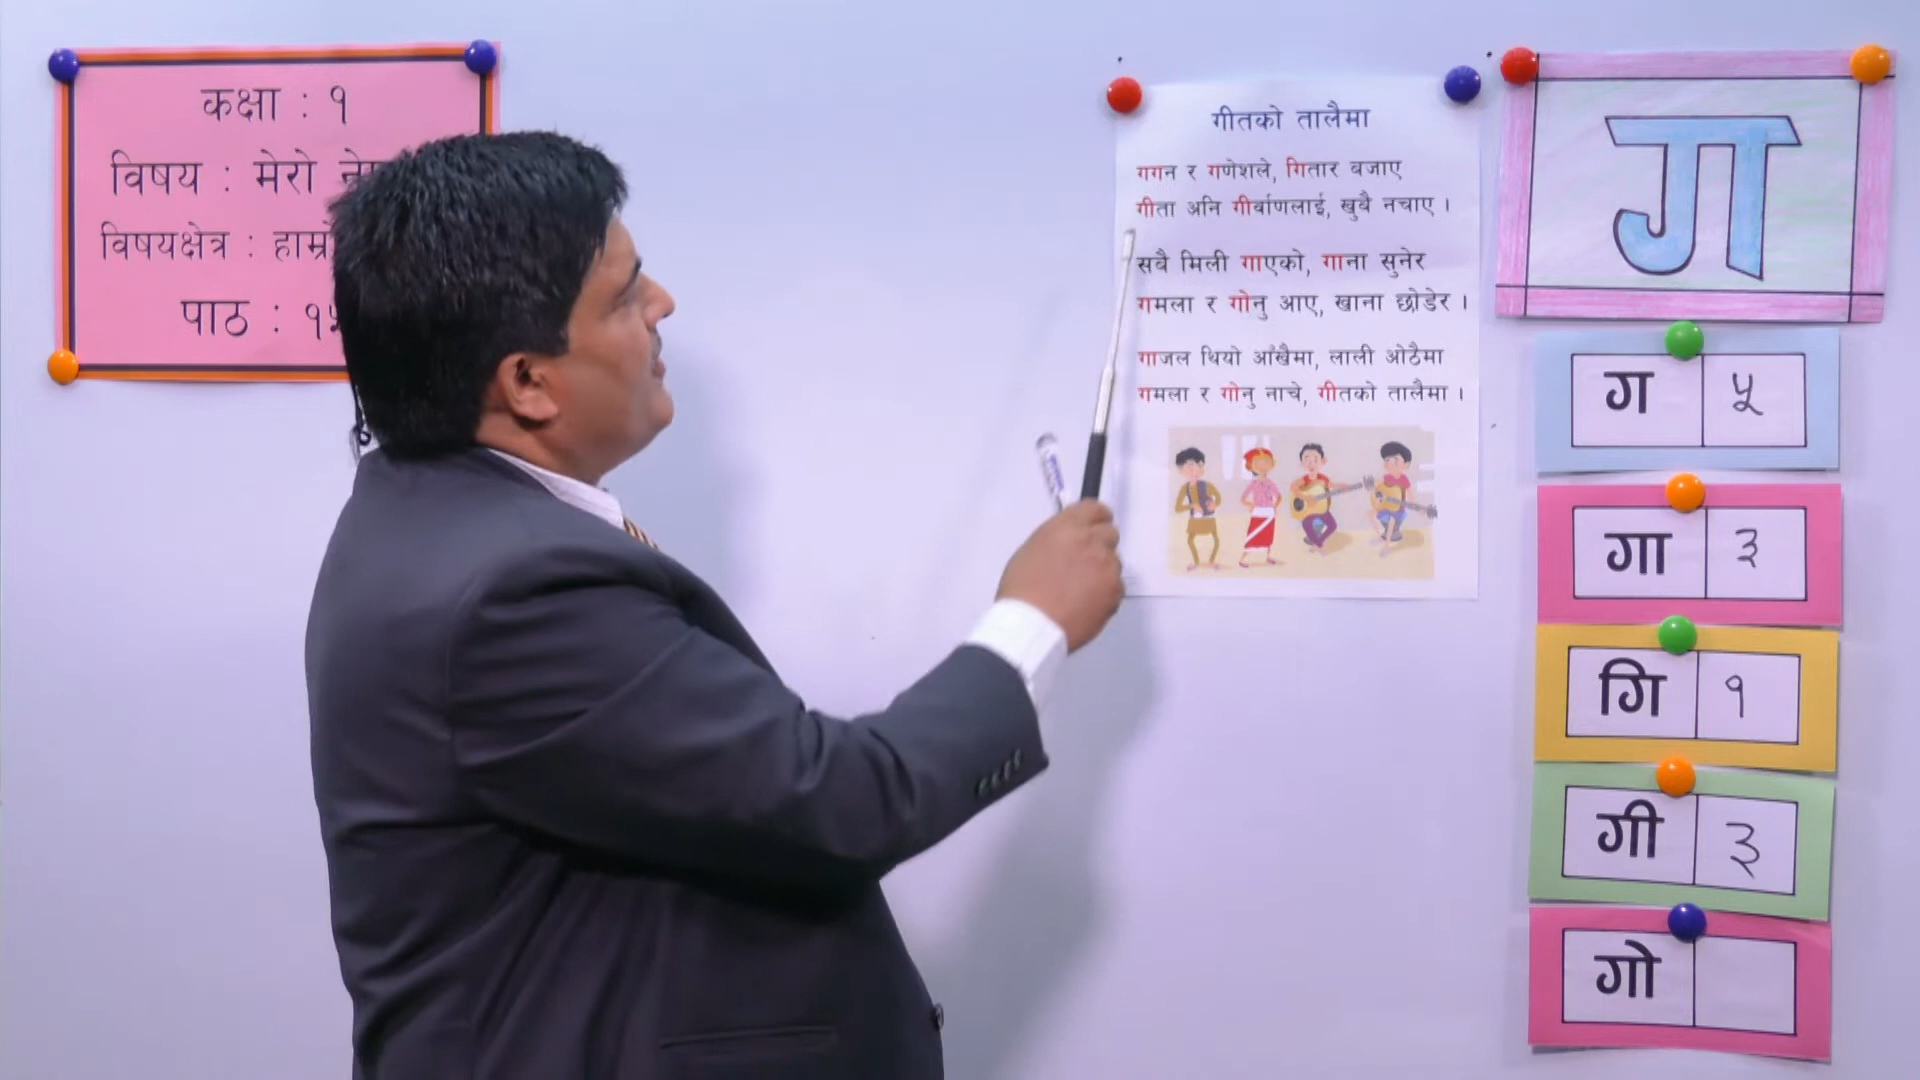 कक्षा : १
विषय : मेरो
विषयक्षेत्र :
पाठ :
गीतको तालैमा
गगन र गणेशले, गितार बजाए
गीता अनि गीर्वाणलाई, खुबै नचाए ।
सबै मिली गाएको, गाना सुनेर
गमला र गोनु आए, खाना छोडेर ।
गाजल थियो आँखैमा, लाली ओठैमा
गमला र गोनु नाचे, गीतको तालैमा ।
ग
ग ५
गा ३
गि १
गी ३
गो